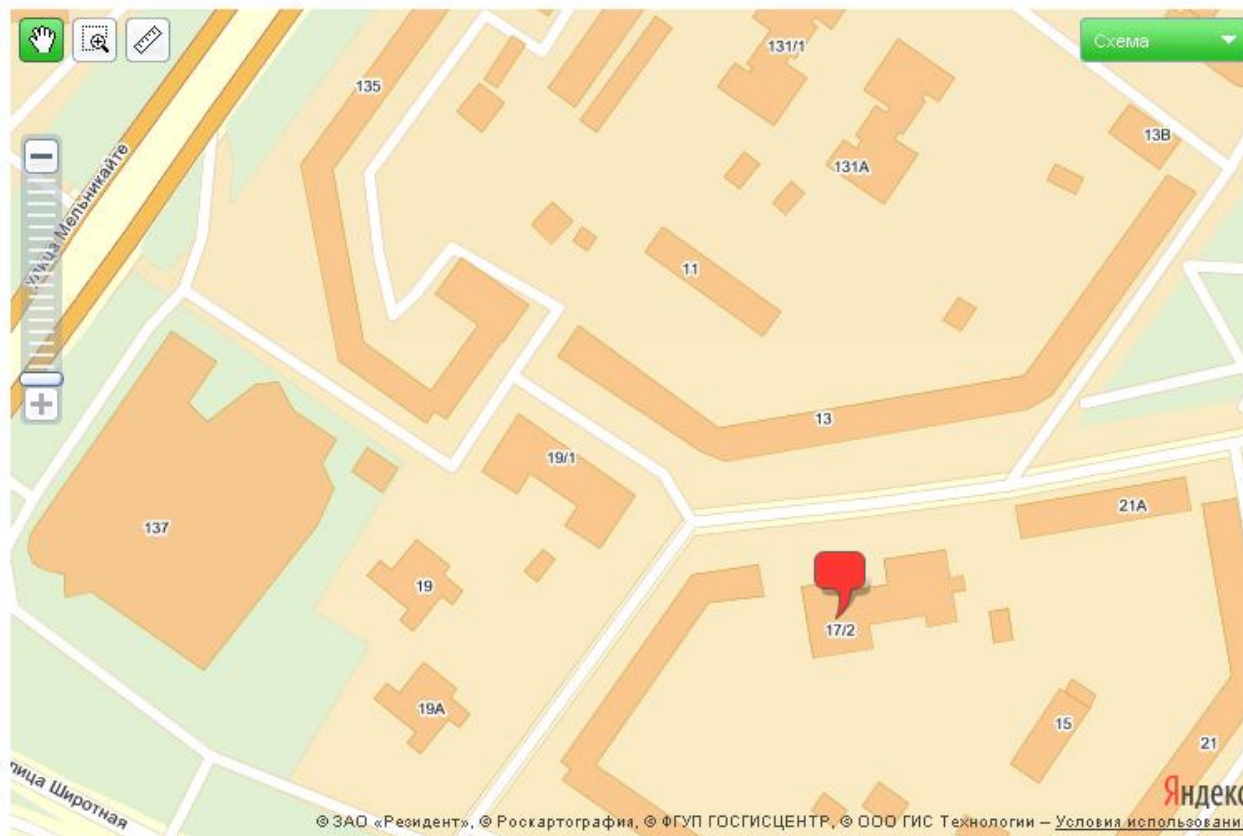 Схема
131/1
135
13В
131А
улица Мельникайте
11
13
19/1
21А
137
19
17/2
19А
15
21
улица Широтная
Яндекс
© ЗАО «Резидент», © Роскартография, © ФГУП ГОСГИСЦЕНТР, © ООО ГИС Технологии – Условия использовани